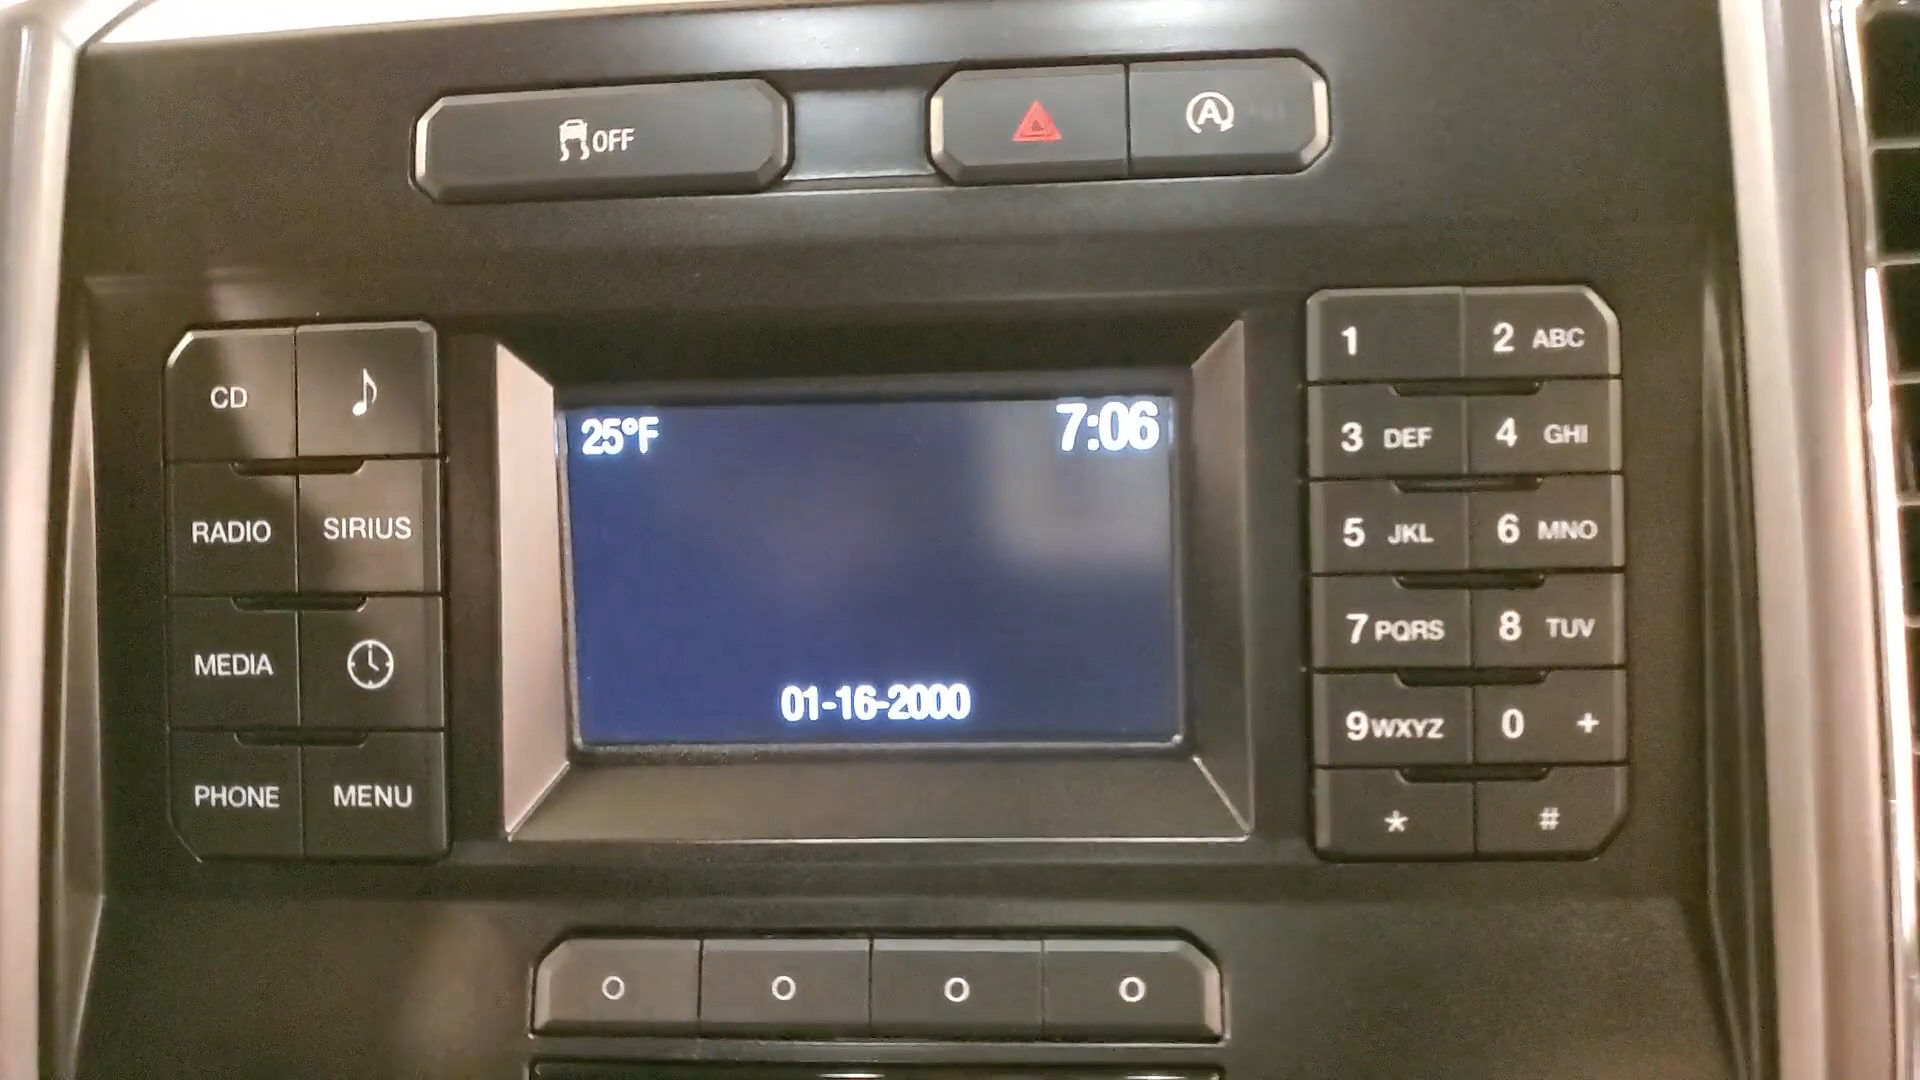 OFF
A
25°F 7:06
01-16-2000
CD
RADIO SIRIUS
MEDIA
PHONE MENU
1 2 ABC
3 DEF 4 GHI
5 JKL 6 MNO
7 PQRS 8 TUV
9 WXYZ 0 +
* #